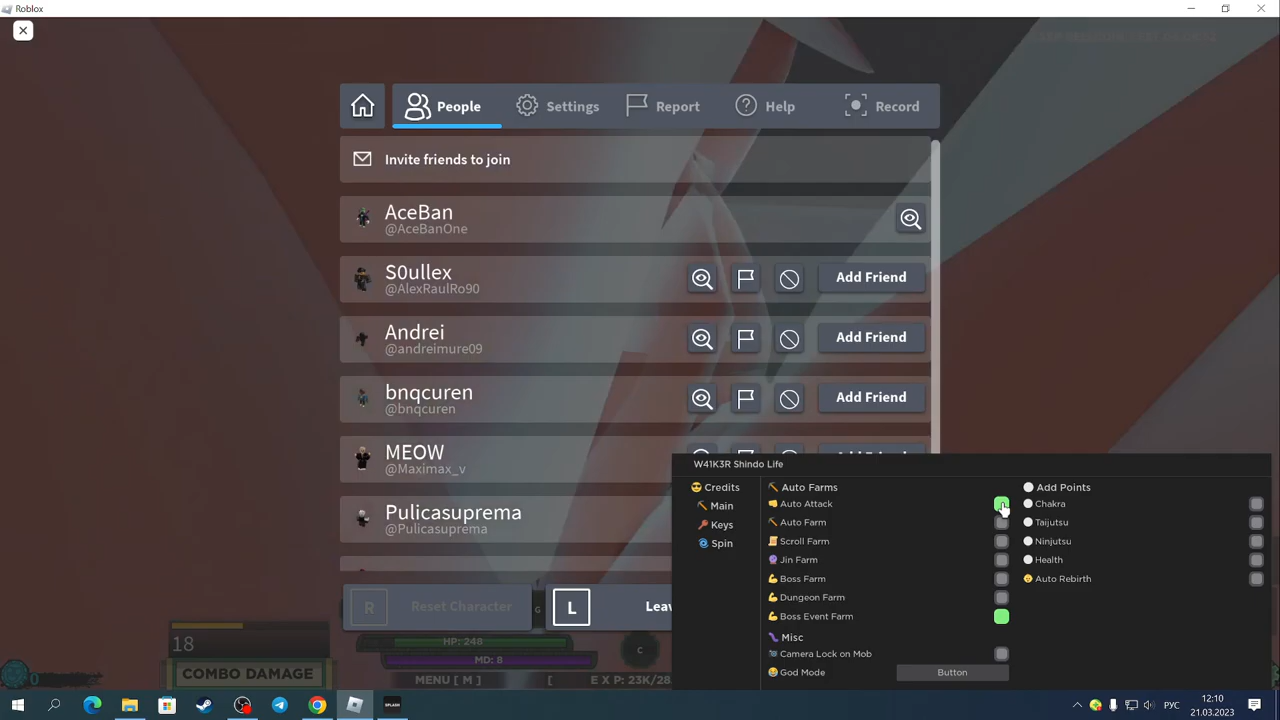 Roblox
People
Settings
Report
Help
Record
Invite friends to join
AceBan
@AceBanOne
S0ullex
@AlexRaulRo90
Add Friend
Andrei
@andreimure09
Add Friend
bnqcuren
@bnqcuren
Add Friend
MEOW
@Maximax_v
Pulicasuprema
@Pulicasuprema
R
Reset Character
G
L
Leav
W41K3R Shindo Life
Credits
Main
Keys
Spin
Auto Farms
Auto Attack
Auto Farm
Scroll Farm
Jin Farm
Boss Farm
Dungeon Farm
Boss Event Farm
Misc
Camera Lock on Mob
God Mode
Button
Add Points
Chakra
Taijutsu
Ninjutsu
Health
Auto Rebirth
18
COMBO DAMAGE
0
HP: 248
MD: 8
C
MENU [ M ]
[
E X P: 23K/28
SPLASH
РУС
12:10
21.03.2023